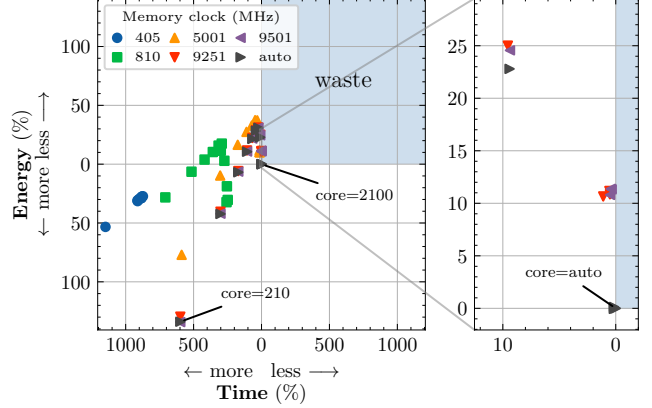 Memory clock (MHz)
405 5001 9501
810 9251 auto
100
50
0
50
100
Energy (%)
← more less →
waste
core=2100
core=210
1000 500 0 500 1000
← more less →
Time (%)
25
20
15
10
5
0
core=auto
10 0